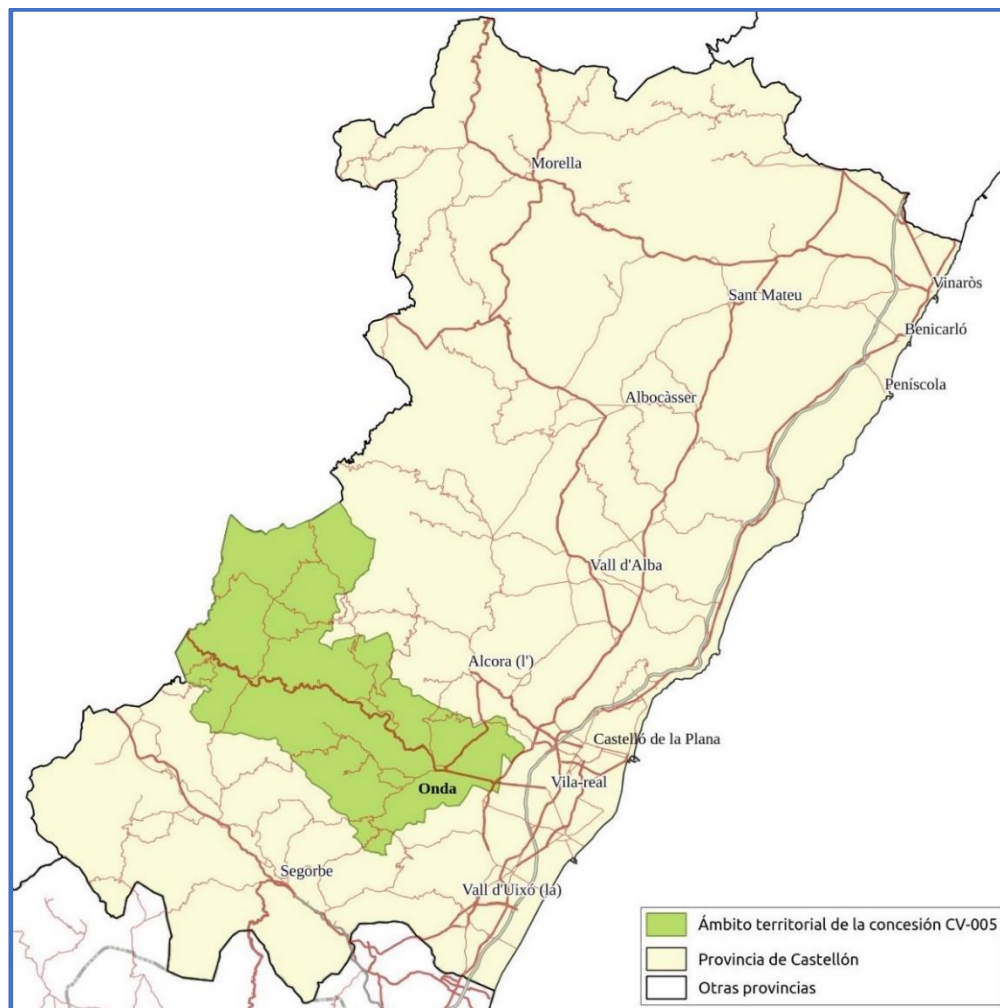 Morella
Sant Mateu
Vinaròs
Benicarló
Albocàsser
Peníscola
Vall d'Alba
Alcora (l')
Castelló de la Plana
Vila-real
Onda
Segorbe
Vall d'Uixó (la)
Ámbito territorial de la concesión CV-005
Provincia de Castellón
Otras provincias